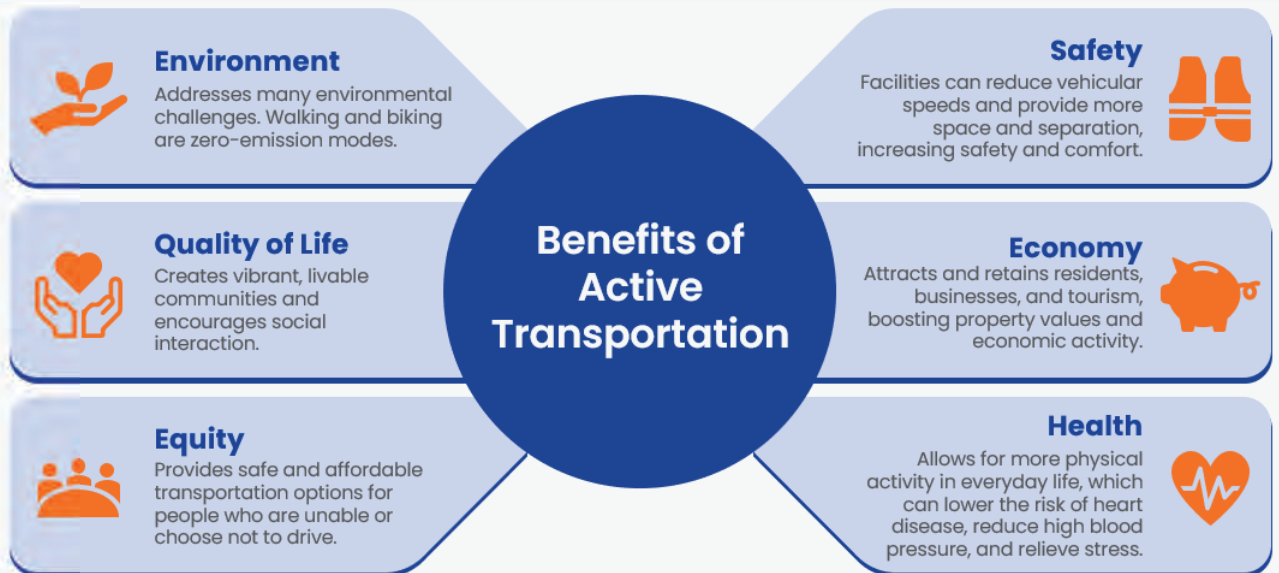 Environment
Addresses many environmental
challenges. Walking and biking
are zero-emission modes.
Quality of Life
Creates vibrant, livable
communities and
encourages social
interaction.
Equity
Provides safe and affordable
transportation options for
people who are unable or
choose not to drive.
Benefits of
Active
Transportation
Safety
Facilities can reduce vehicular
speeds and provide more
space and separation,
increasing safety and comfort.
Economy
Attracts and retains residents,
businesses, and tourism,
boosting property values and
economic activity.
Health
Allows for more physical
activity in everyday life, which
can lower the risk of heart
disease, reduce high blood
pressure, and relieve stress.